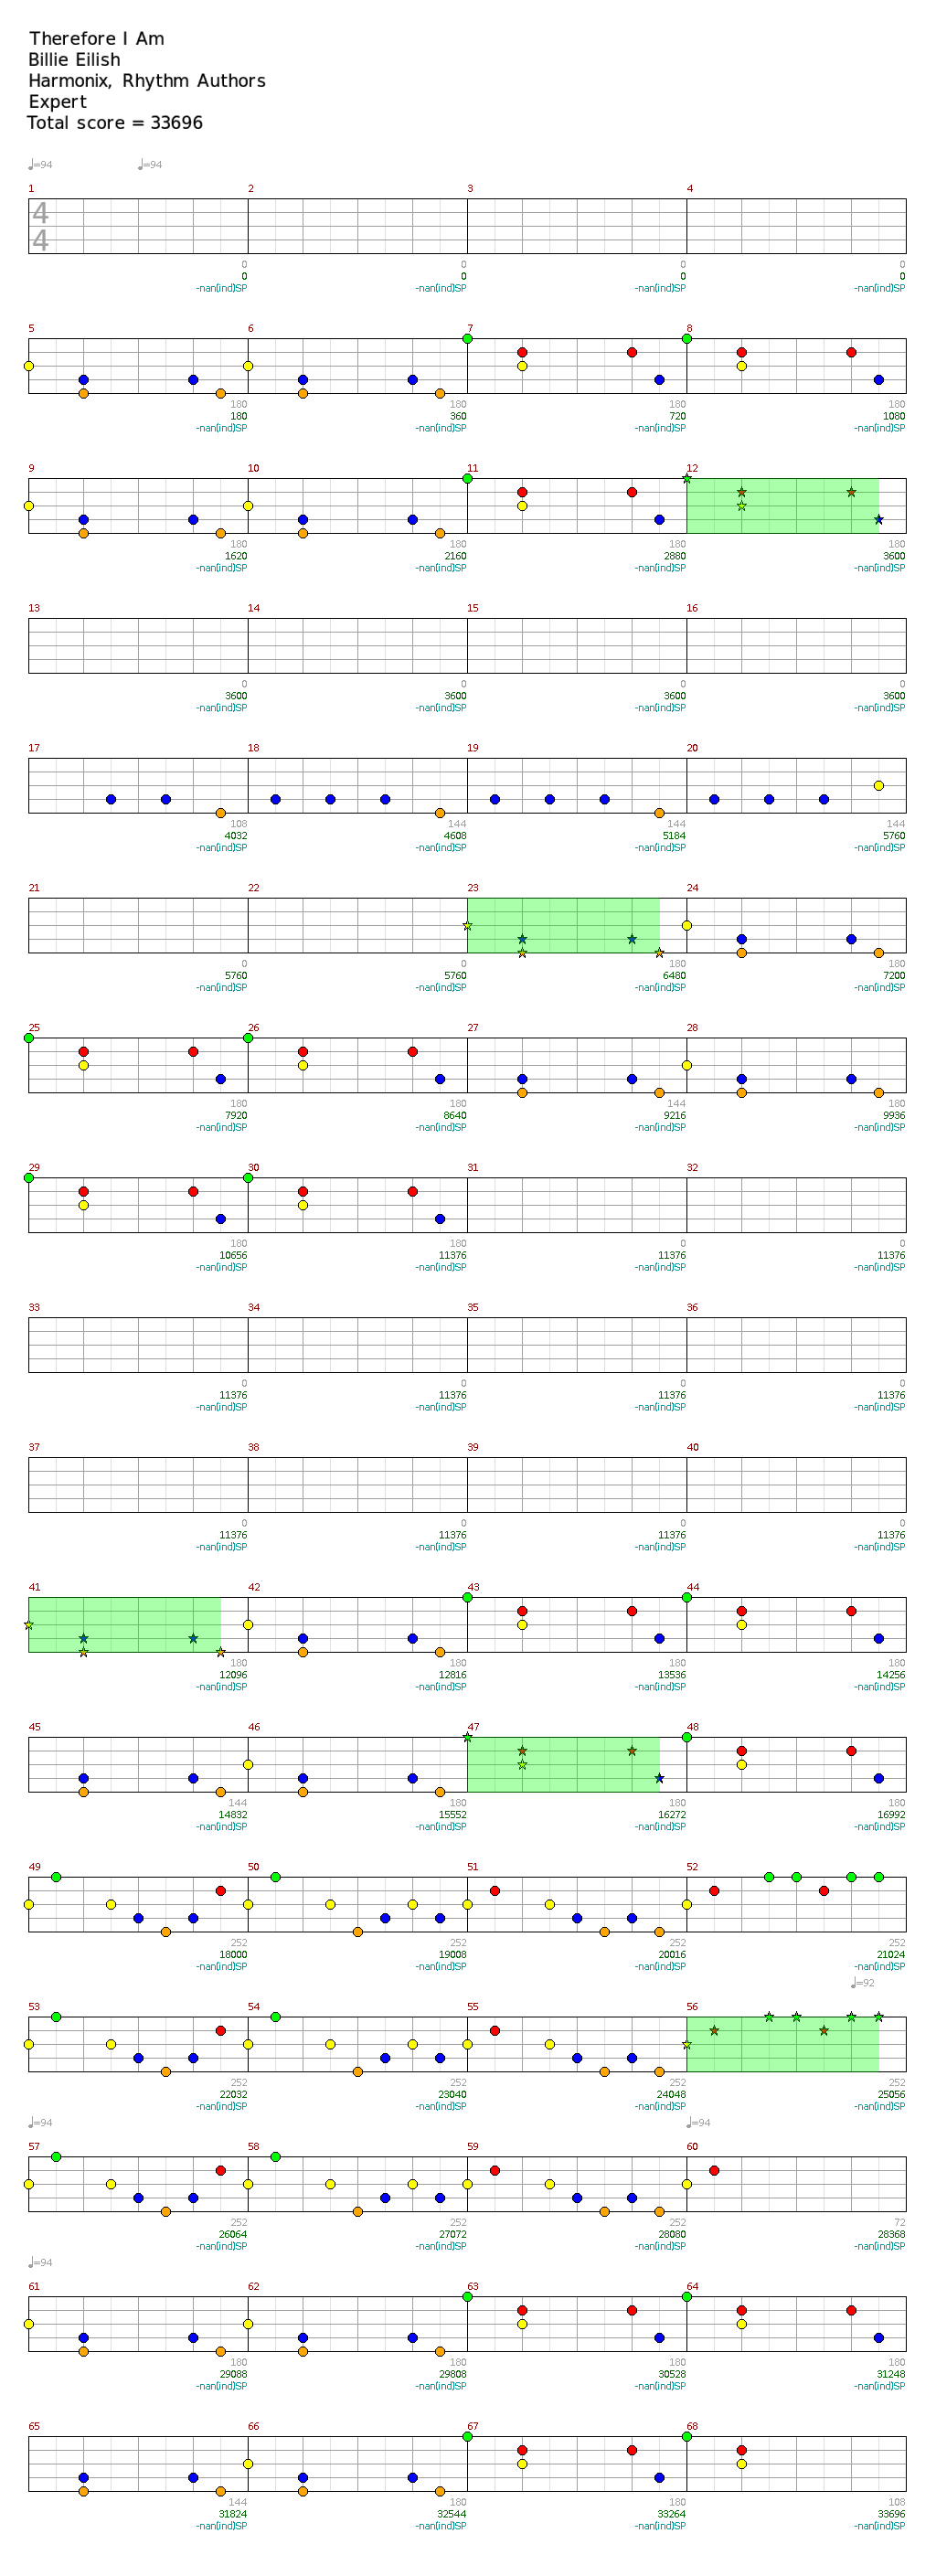 Therefore I Am
Billie Eilish
Harmonix, Rhythm Authors
Expert
Total score = 33696
♩=94 ♩=94
1 2 3 4
4
4
0 0 0 0
0 0 0 0
-nan(ind)SP -nan(ind)SP -nan(ind)SP -nan(ind)SP
5 6 7 8
180 180 180 180
180 360 720 1080
-nan(ind)SP -nan(ind)SP -nan(ind)SP -nan(ind)SP
9 10 11 12
180 180 180 180
1620 2160 2880 3600
-nan(ind)SP -nan(ind)SP -nan(ind)SP -nan(ind)SP
13 14 15 16
0 0 0 0
3600 3600 3600 3600
-nan(ind)SP -nan(ind)SP -nan(ind)SP -nan(ind)SP
17 18 19 20
108 144 144 144
4032 4608 5184 5760
-nan(ind)SP -nan(ind)SP -nan(ind)SP -nan(ind)SP
21 22 23 24
0 0 180 180
5760 5760 6480 7200
-nan(ind)SP -nan(ind)SP -nan(ind)SP -nan(ind)SP
25 26 27 28
180 180 144 180
7920 8640 9216 9936
-nan(ind)SP -nan(ind)SP -nan(ind)SP -nan(ind)SP
29 30 31 32
180 180 0 0
10656 11376 11376 11376
-nan(ind)SP -nan(ind)SP -nan(ind)SP -nan(ind)SP
33 34 35 36
0 0 0 0
11376 11376 11376 11376
-nan(ind)SP -nan(ind)SP -nan(ind)SP -nan(ind)SP
37 38 39 40
0 0 0 0
11376 11376 11376 11376
-nan(ind)SP -nan(ind)SP -nan(ind)SP -nan(ind)SP
41 42 43 44
180 180 180 180
12096 12816 13536 14256
-nan(ind)SP -nan(ind)SP -nan(ind)SP -nan(ind)SP
45 46 47 48
144 180 180 180
14832 15552 16272 16992
-nan(ind)SP -nan(ind)SP -nan(ind)SP -nan(ind)SP
49 50 51 52
252 252 252 252
18000 19008 20016 21024
-nan(ind)SP -nan(ind)SP -nan(ind)SP -nan(ind)SP
♩=92
53 54 55 56
252 252 252 252
22032 23040 24048 25056
-nan(ind)SP -nan(ind)SP -nan(ind)SP -nan(ind)SP
♩=94 ♩=94
57 58 59 60
252 252 252 72
26064 27072 28080 28368
-nan(ind)SP -nan(ind)SP -nan(ind)SP -nan(ind)SP
♩=94
61 62 63 64
180 180 180 180
29088 29808 30528 31248
-nan(ind)SP -nan(ind)SP -nan(ind)SP -nan(ind)SP
65 66 67 68
144 180 180 108
31824 32544 33264 33696
-nan(ind)SP -nan(ind)SP -nan(ind)SP -nan(ind)SP